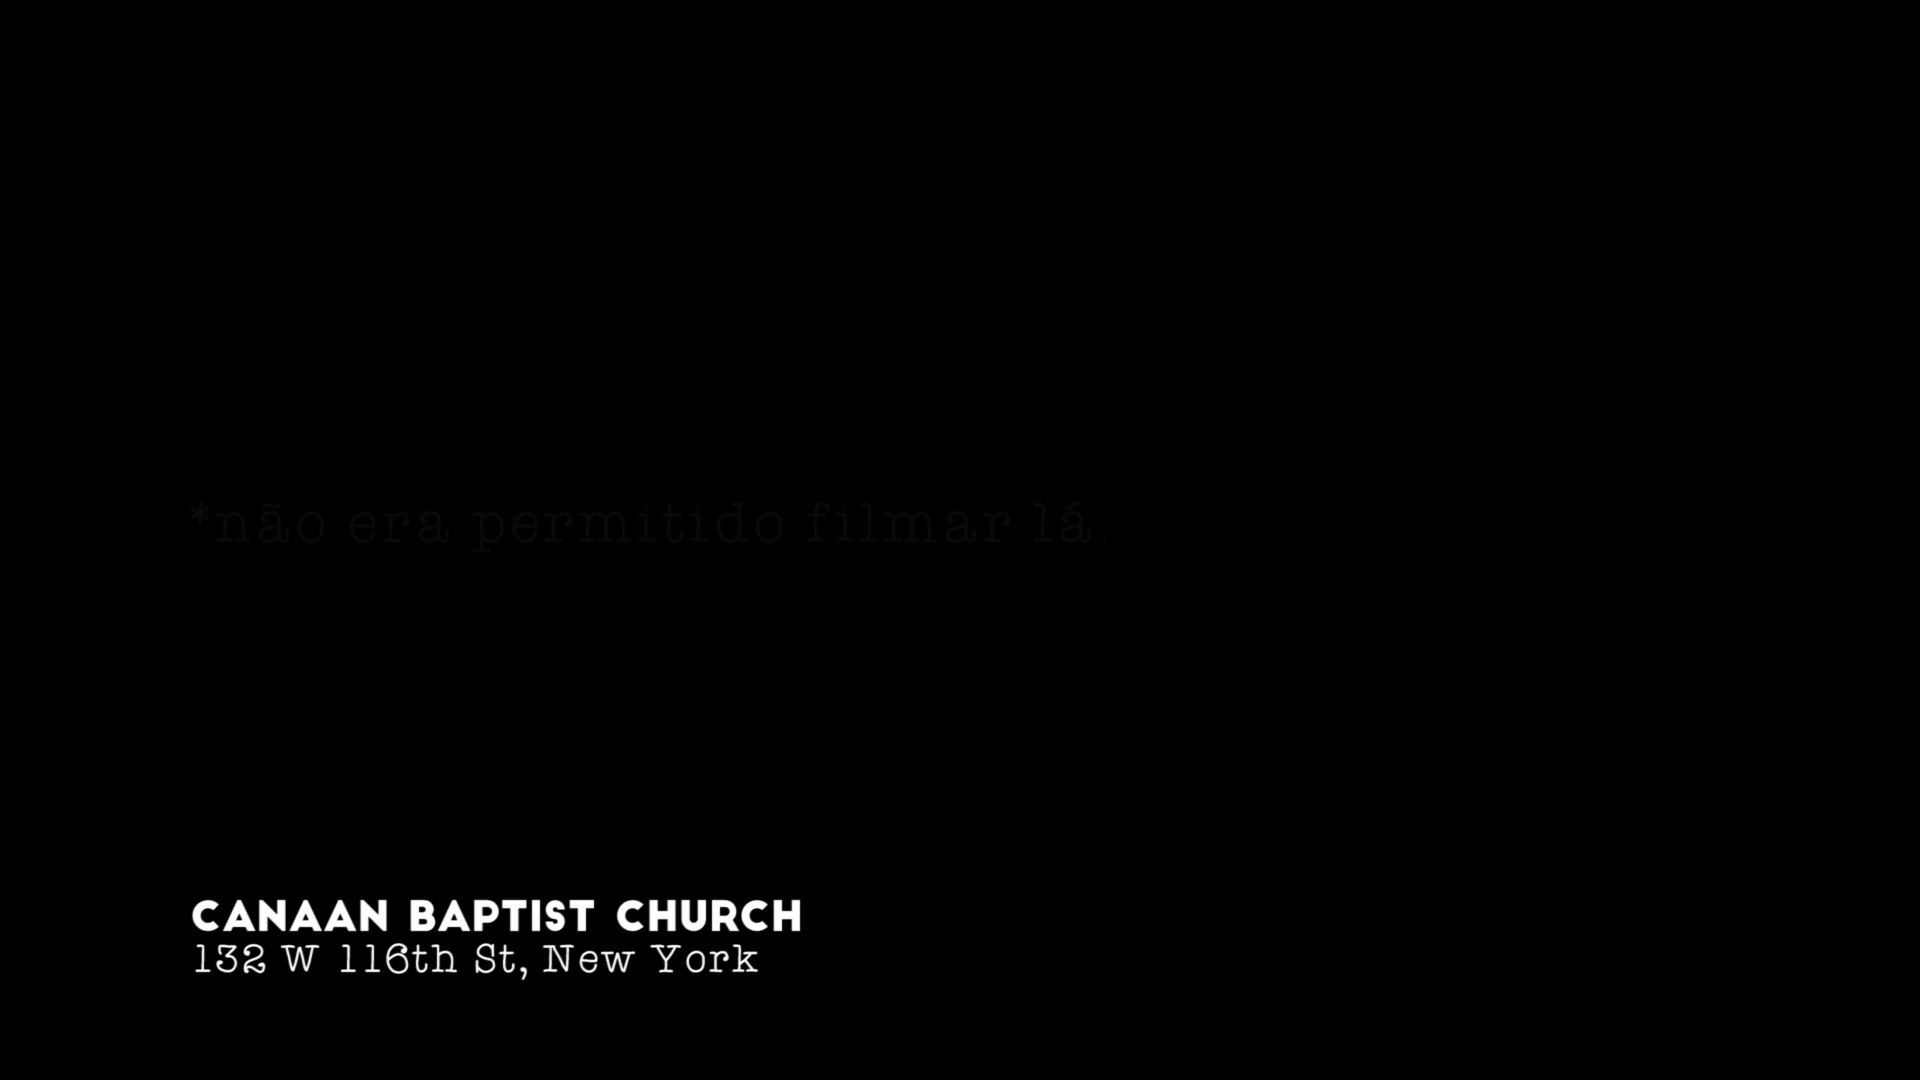 *não era permitido filmar lá.
CANAAN BAPTIST CHURCH
132 W 116th St, New York